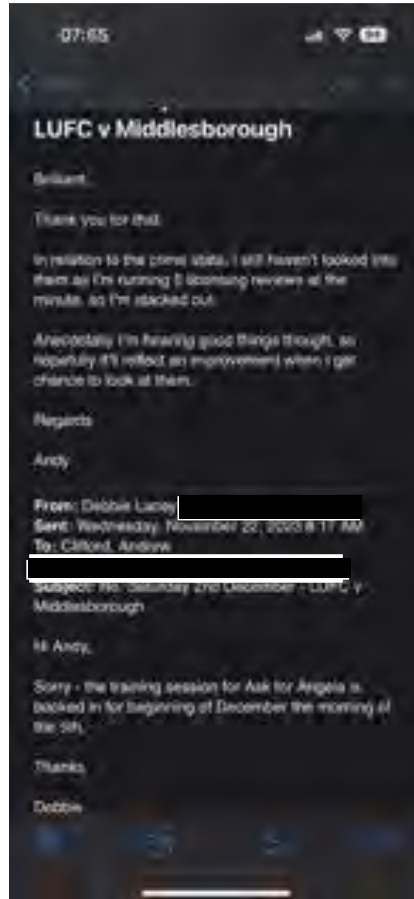 07:55
LUFC v Middlesborough
Brilliant.
Thank you for that.
In relation to the crime stats, I still haven't looked into
them as I'm running 5 licensing reviews at the
minute, so I'm stacked out.
Anecdotally I'm hearing good things though, so
hopefully it'll reflect an improvement when I get
chance to look at them.
Regards
Andy
From: Debbie
Sent: Wednesday, November 22, 2023 8:17 AM
To: Clifford, Andrew
Subject: Re: Saturday 2nd December - LUFC v
Middlesborough
Hi Andy,
Sorry - the training session for Ask for Angela is
booked in for beginning of December the morning of
the 5th.
Thanks,
Debbie